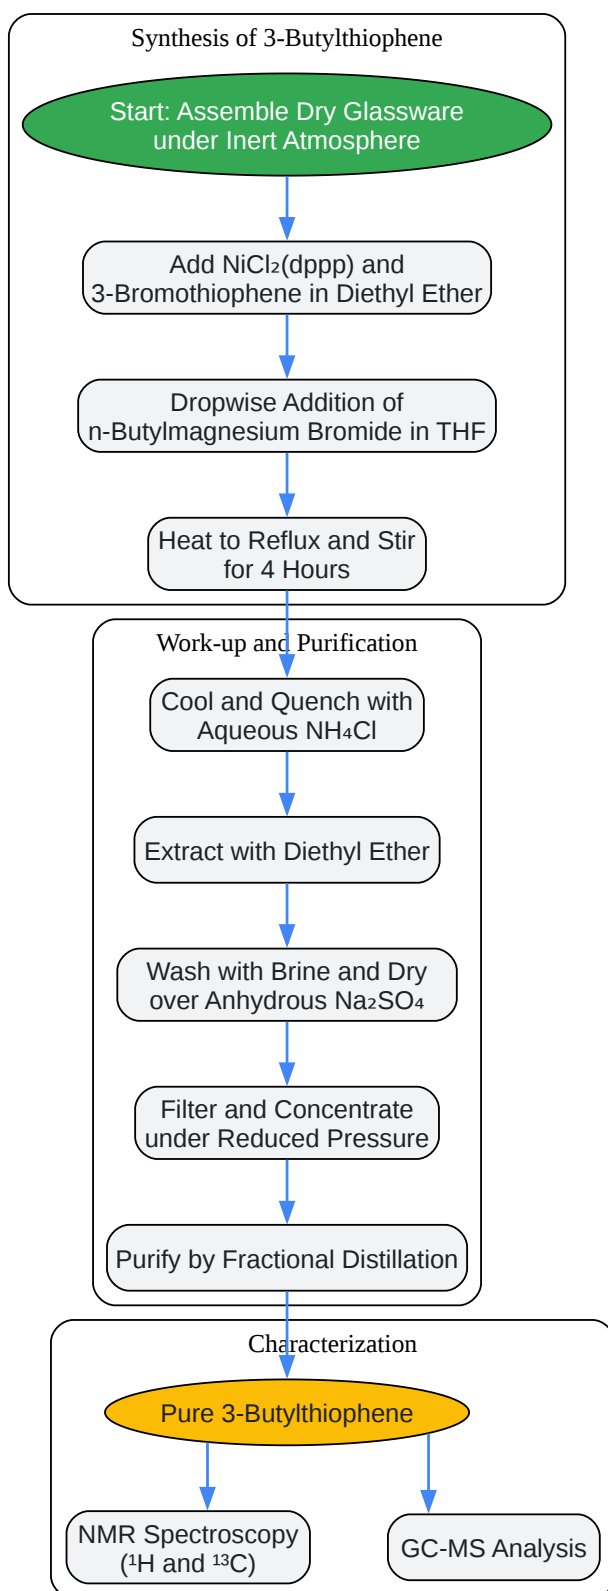 Synthesis of 3-Butylthiophene
Start: Assemble Dry Glassware
under Inert Atmosphere
Add NiCl₂(dppp) and
3-Bromothiophene in Diethyl Ether
Dropwise Addition of
n-Butylmagnesium Bromide in THF
Heat to Reflux and Stir
for 4 Hours
Work-up and Purification
Cool and Quench with
Aqueous NH₄Cl
Extract with Diethyl Ether
Wash with Brine and Dry
over Anhydrous Na₂SO₄
Filter and Concentrate
under Reduced Pressure
Purify by Fractional Distillation
Characterization
Pure 3-Butylthiophene
NMR Spectroscopy
(¹H and ¹³C)
GC-MS Analysis